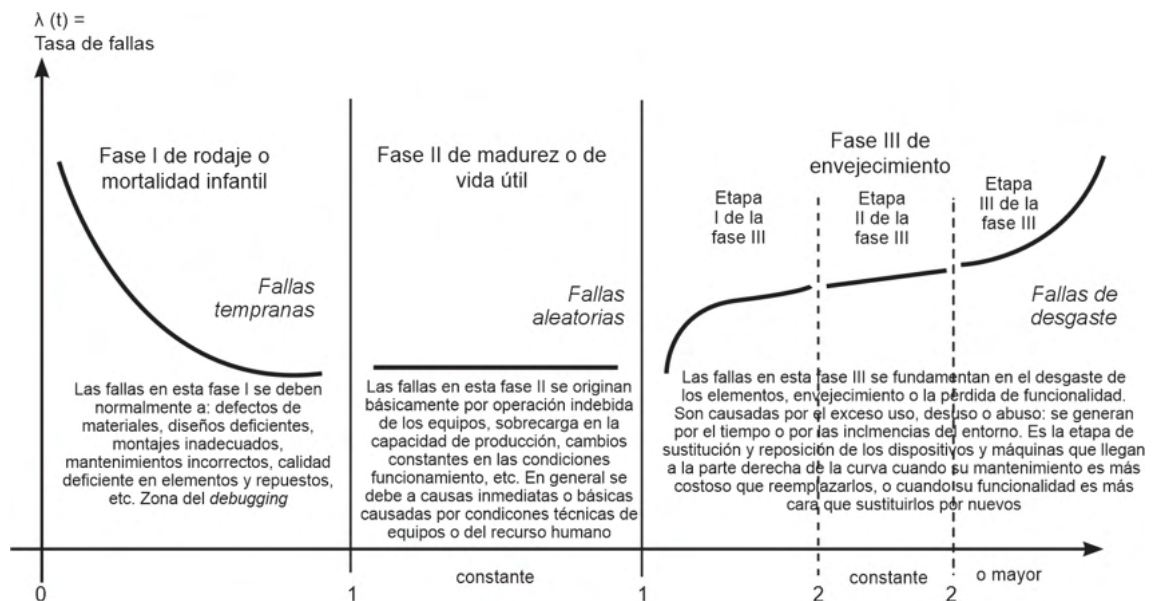 λ (t) =
Tasa de fallas
Fase I de rodaje o
mortalidad infantil
Fallas
tempranas
Las fallas en esta fase I se deben
normalmente a: defectos de
materiales, diseños deficientes,
montajes inadecuados,
mantenimientos incorrectos, calidad
deficiente en elementos y repuestos,
etc. Zona del debugging
Fase II de madurez o de
vida útil
Fallas
aleatorias
Las fallas en esta fase II se originan
básicamente por operación indebida
de los equipos, sobrecarga en la
capacidad de producción, cambios
constantes en las condiciones
funcionamiento, etc. En general se
debe a causas inmediatas o básicas
causadas por condicones técnicas de
equipos o del recurso humano
Fase III de
envejecimiento
Etapa
I de la
fase III
Etapa
II de la
fase III
Etapa
III de la
fase III
Fallas de
desgaste
Las fallas en esta fase III se fundamentan en el desgaste de
los elementos, envejecimiento o la pérdida de funcionalidad.
Son causadas por el exceso uso, desuso o abuso: se generan
por el tiempo o por las inclmencias del entorno. Es la etapa de
sustitución y reposición de los dispositivos y máquinas que llegan
a la parte derecha de la curva cuando su mantenimiento es más
costoso que reemplazarlos, o cuando su funcionalidad es más
cara que sustituirlos por nuevos
constante constante o mayor
0 1 1 2 2